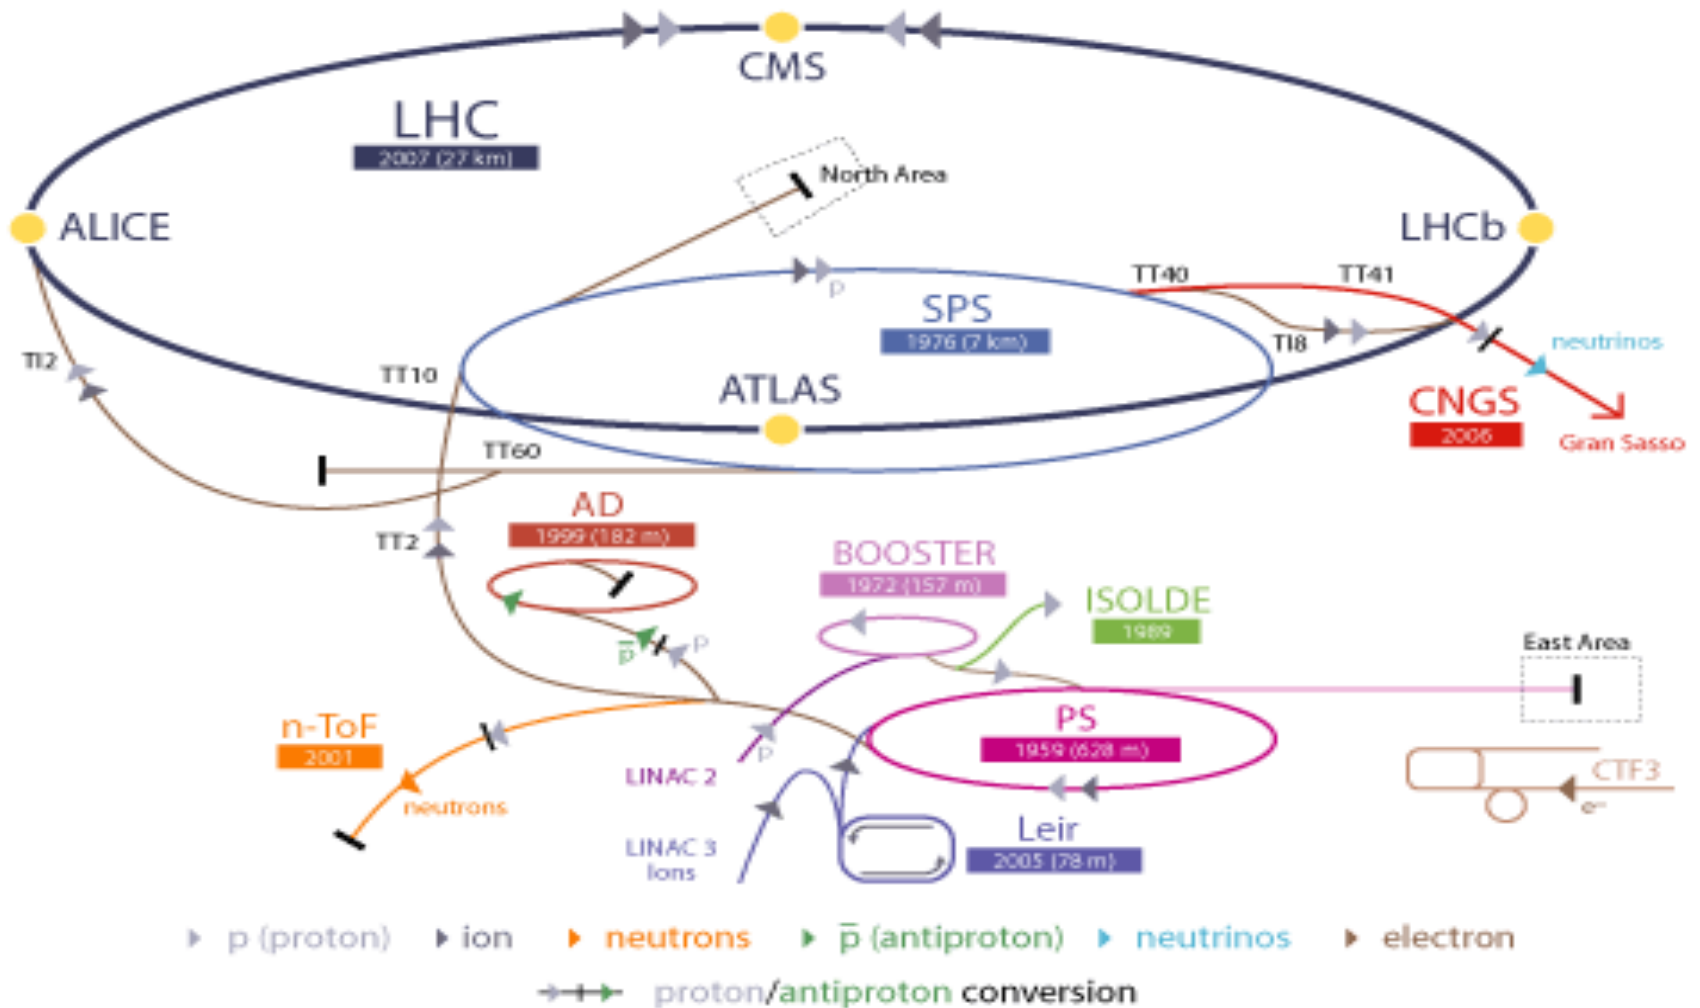 CMS
LHC
2007 (27 km)
North Area
ALICE
LHCb
TT40
TT41
p
SPS
1976 (7 km)
TI8
neutrinos
TI2
TT10
ATLAS
CNGS
2006
Gran Sasso
TT60
AD
1999 (182 m)
TT2
BOOSTER
1972 (157 m)
ISOLDE
1989
East Area
p̅
p
n-ToF
2001
PS
1959 (628 m)
p
LINAC 2
neutrons
CTF3
e⁻
Leir
2005 (78 m)
LINAC 3
Ions
p (proton)
ion
neutrons
p̅ (antiproton)
neutrinos
electron
proton/antiproton conversion